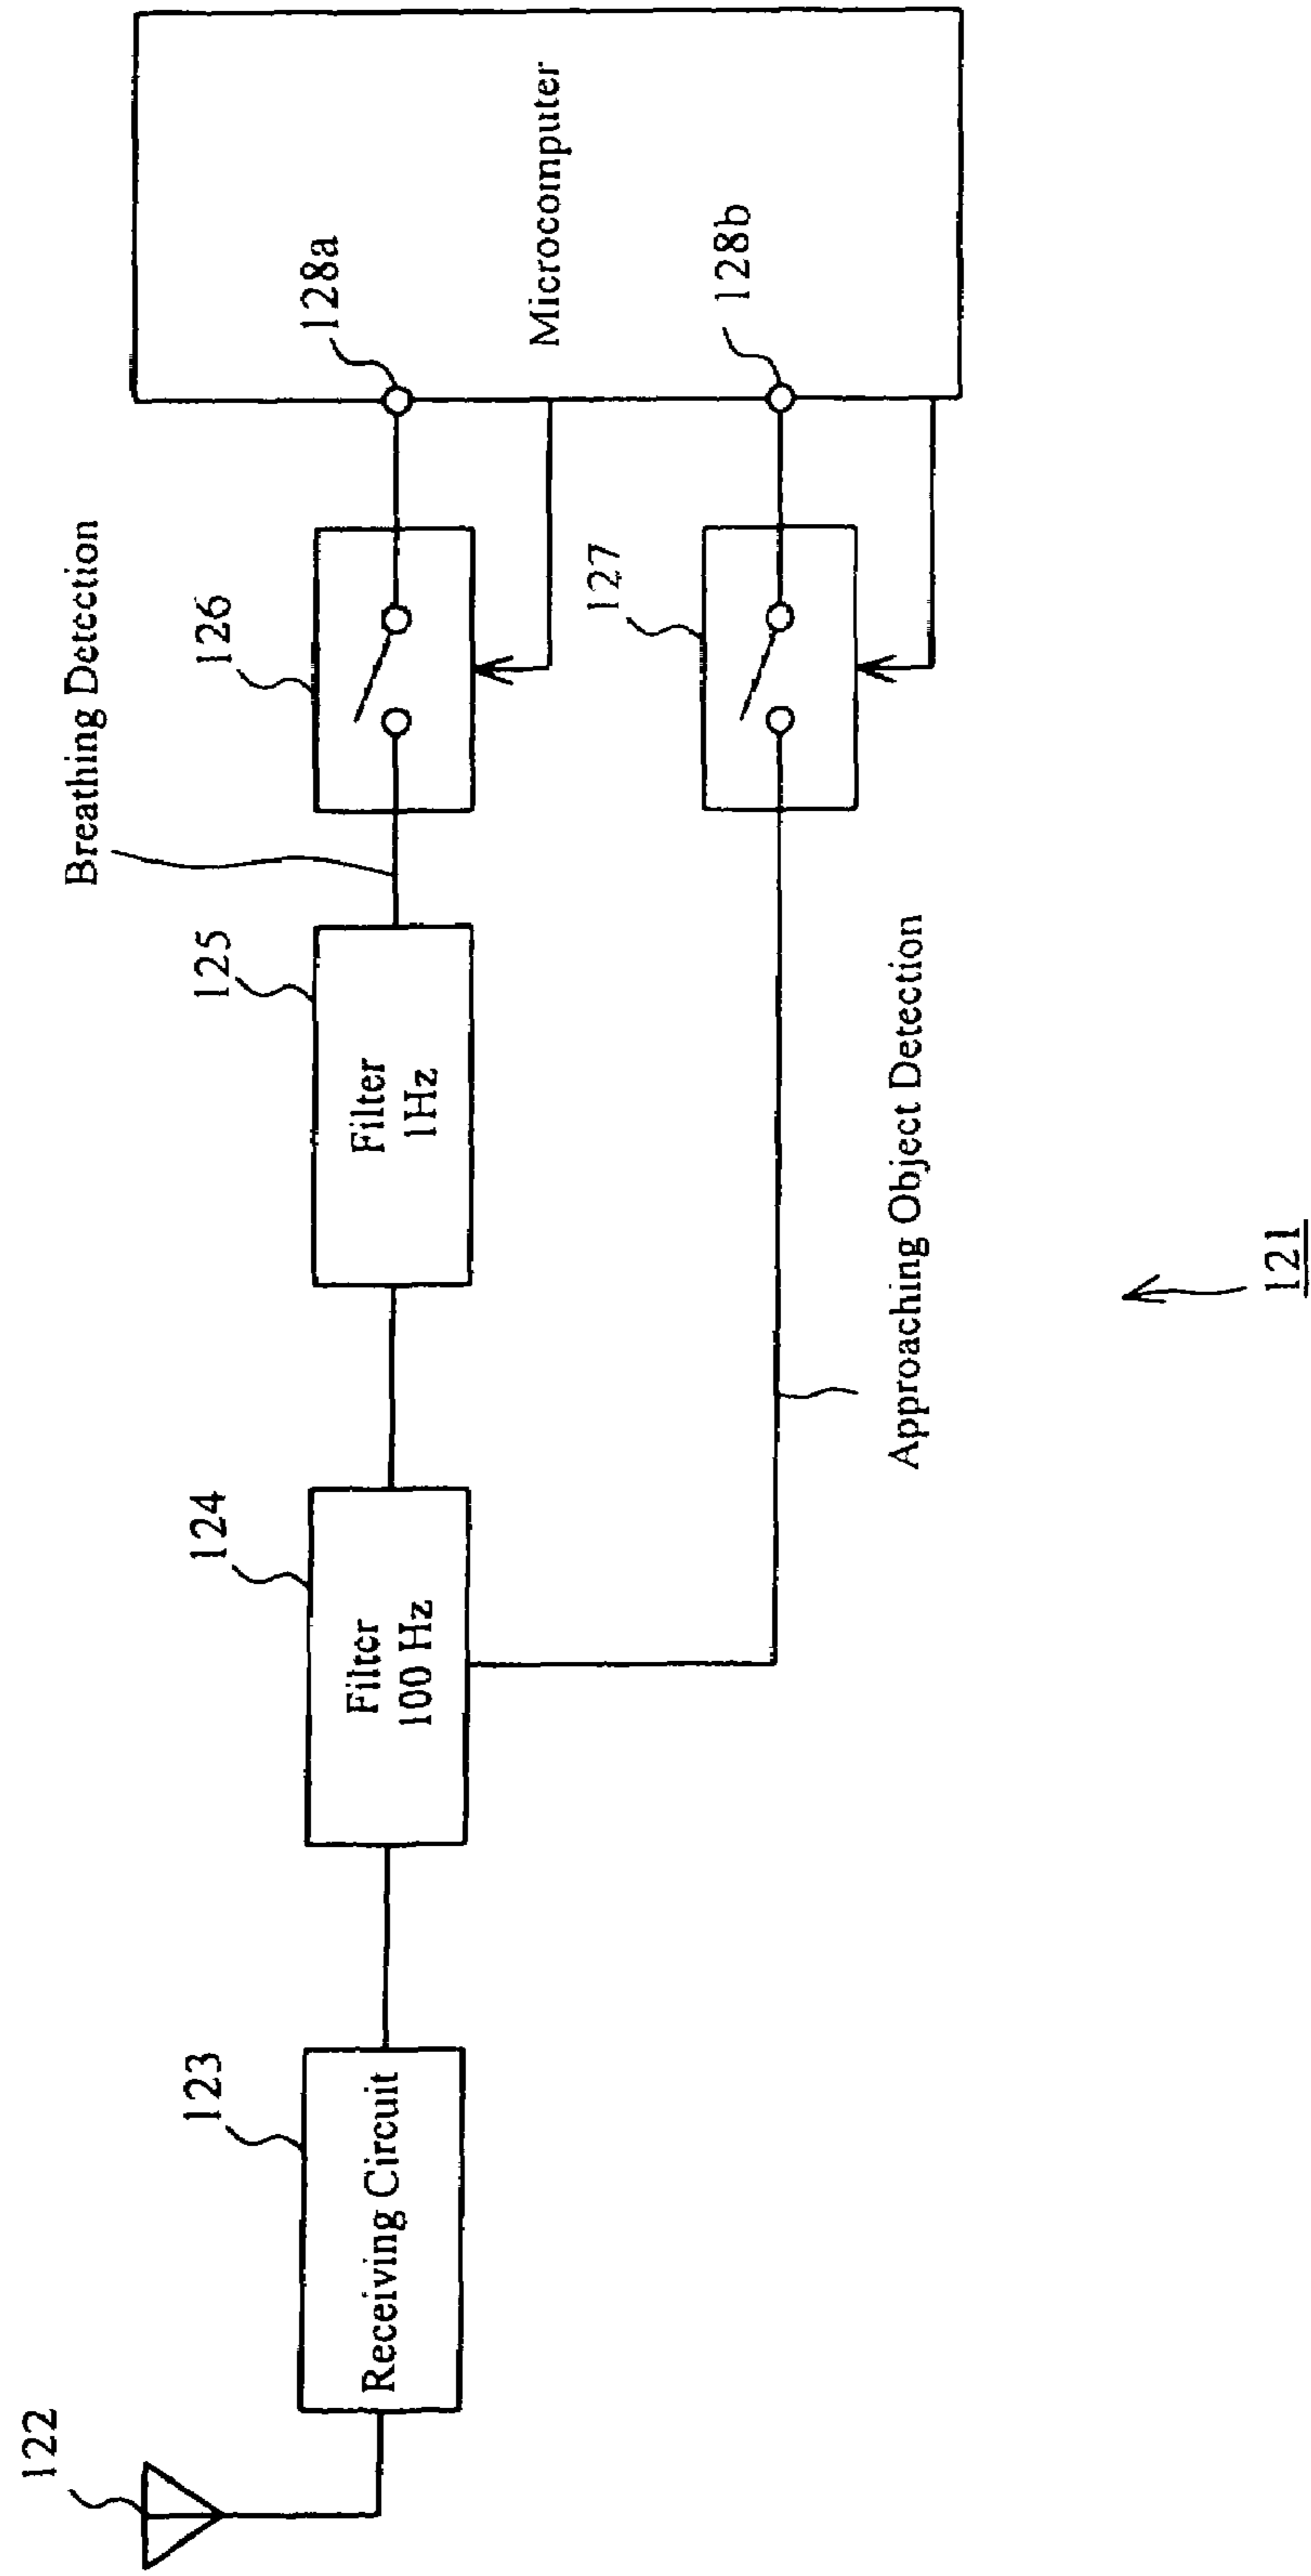 122
123
Receiving Circuit
124
Filter
100 Hz
125
Filter
1Hz
Breathing Detection
126
128a
Microcomputer
Approaching Object Detection
127
128b
121